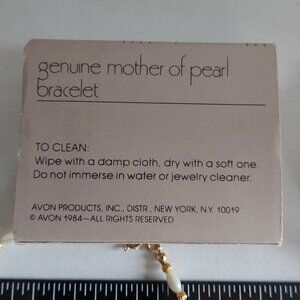 genuine mother of pearl
bracelet
TO CLEAN:
Wipe with a damp cloth, dry with a soft one.
Do not immerse in water or jewelry cleaner.
AVON PRODUCTS, INC., DISTR., NEW YORK, N.Y. 10019
© AVON 1984—ALL RIGHTS RESERVED